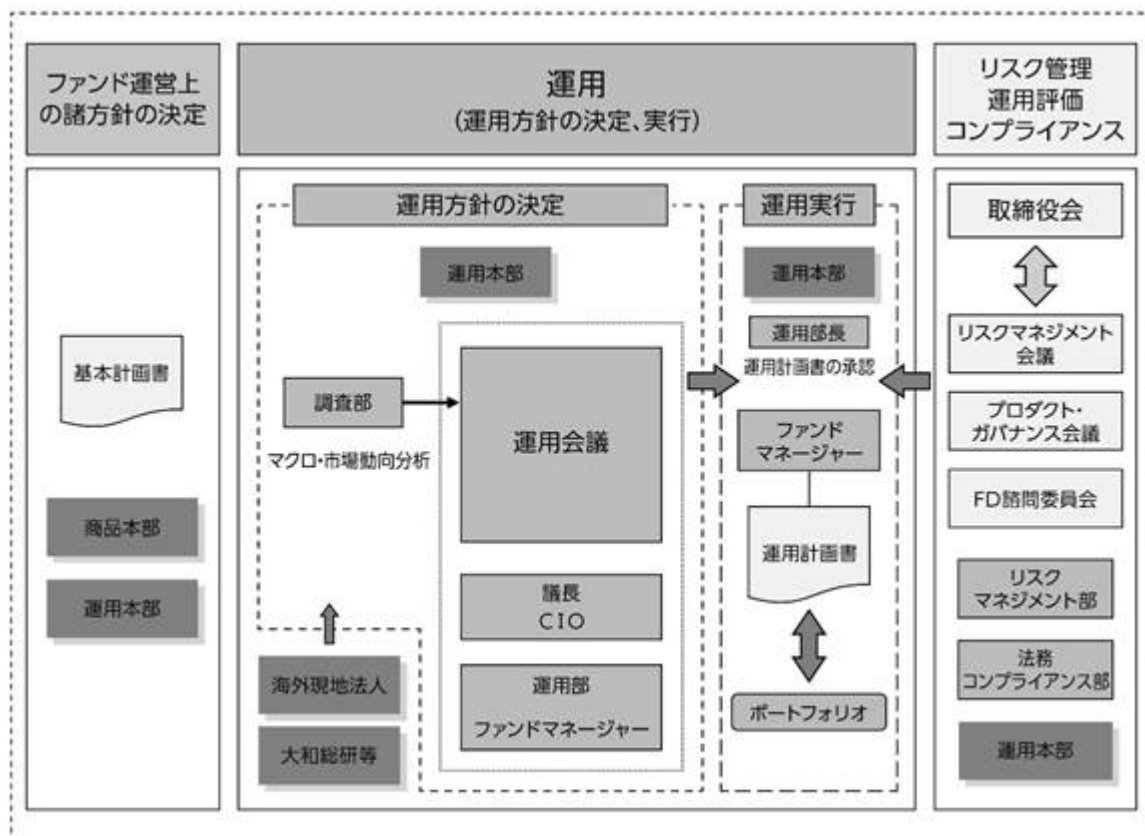 ファンド運営上
の諸方針の決定
運用
(運用方針の決定、実行)
リスク管理
運用評価
コンプライアンス
基本計画書
商品本部
運用本部
運用方針の決定
運用本部
調査部
マクロ・市場動向分析
運用会議
議長
CIO
運用部
ファンドマネージャー
海外現地法人
大和総研等
運用実行
運用本部
運用部長
運用計画書の承認
ファンド
マネージャー
運用計画書
ポートフォリオ
取締役会
リスクマネジメント
会議
プロダクト・
ガバナンス会議
FD諮問委員会
リスク
マネジメント部
法務
コンプライアンス部
運用本部